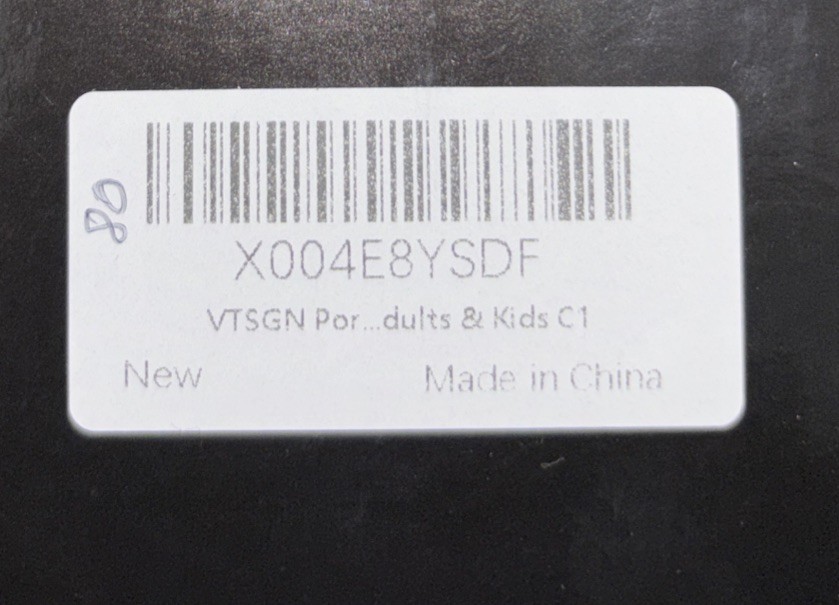 80
X004E8YSDF
VTSGN Por...dults & Kids C1
New
Made in China